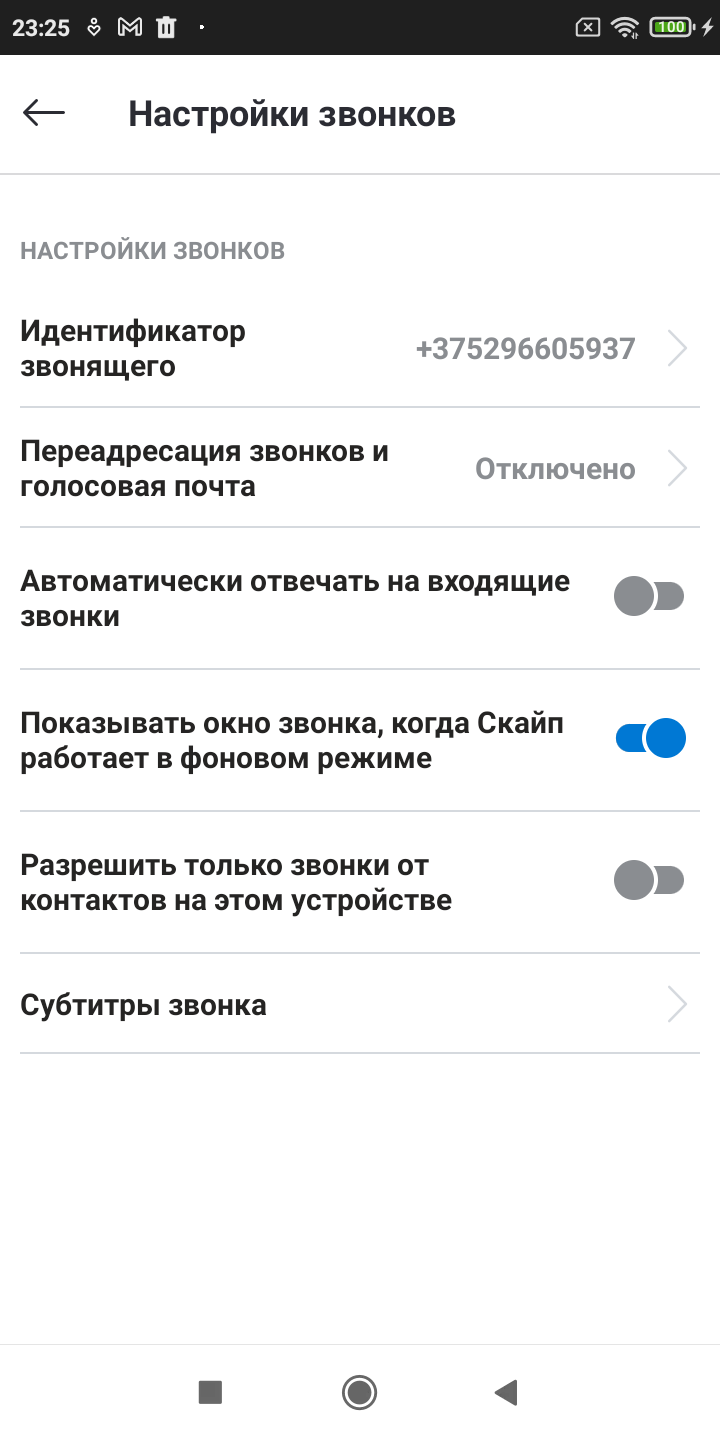 23:25
100
Настройки звонков
НАСТРОЙКИ ЗВОНКОВ
Идентификатор
звонящего
+375296605937
Переадресация звонков и
голосовая почта
Отключено
Автоматически отвечать на входящие
звонки
Показывать окно звонка, когда Скайп
работает в фоновом режиме
Разрешить только звонки от
контактов на этом устройстве
Субтитры звонка